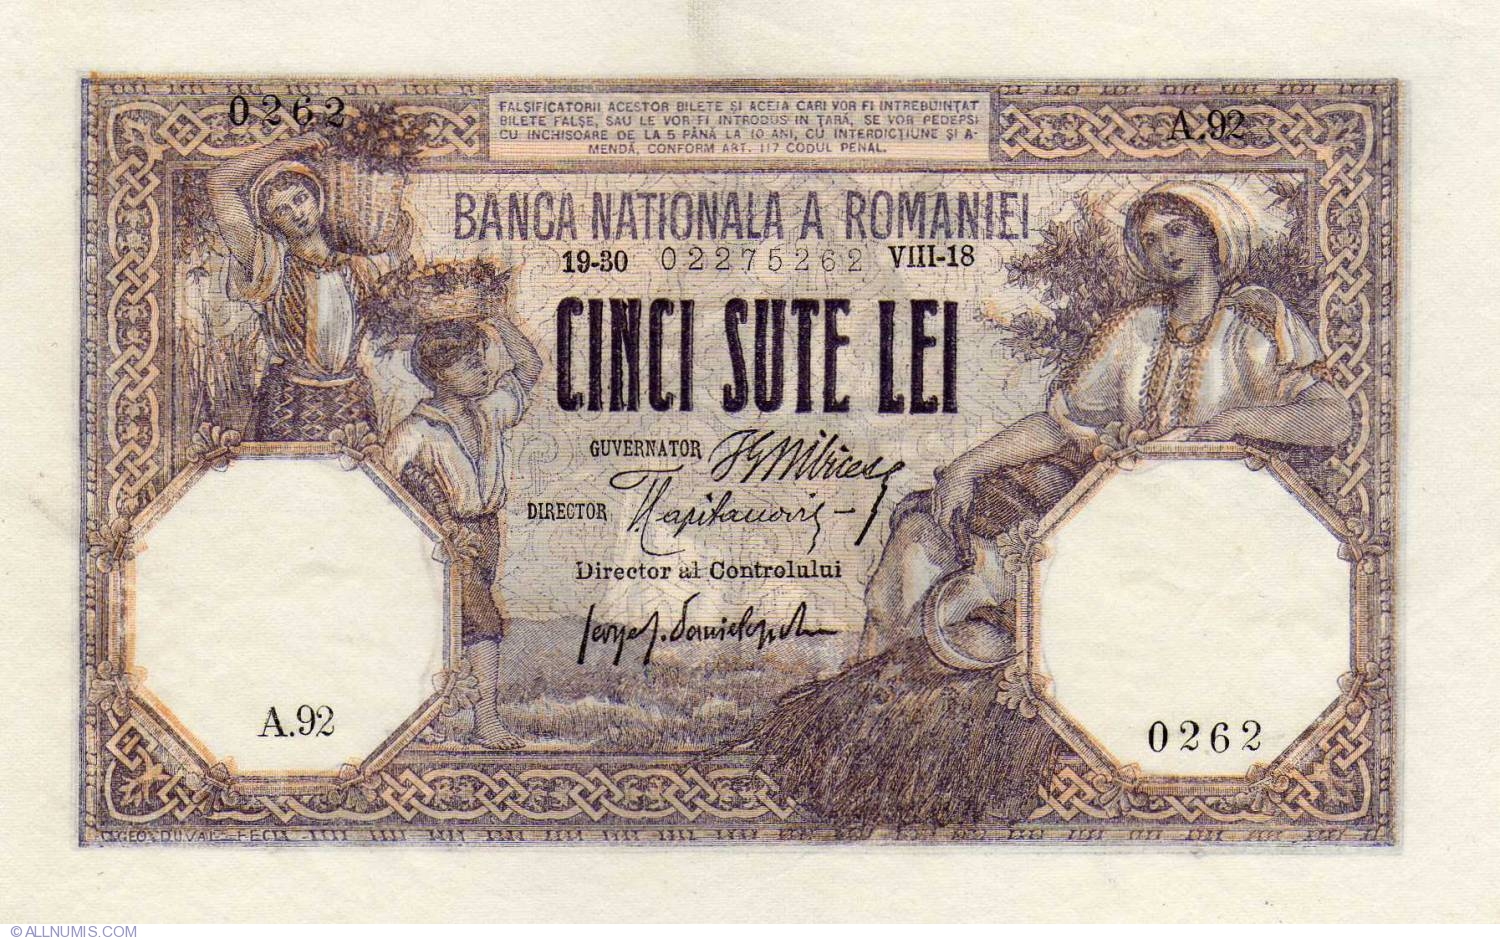 0262
FALSIFICATORII ACESTOR BILETE ȘI ACEIA CARI VOR FI INTREBUINȚAT
BILETE FALȘE, SAU LE VOR FI INTRODUS IN ȚARĂ, SE VOR PEDEPSI
CU INCHISOARE DE LA 5 PÂNĂ LA 10 ANI, CU INTERDICȚIUNE ȘI A-
MENDĂ, CONFORM ART. 117 CODUL PENAL.
A.92
BANCA NATIONALA A ROMANIEI
19-30 02275262 VIII-18
CINCI SUTE LEI
GUVERNATOR
DIRECTOR
Director al Controlului
A.92
0262
GEO. DUVAL FEC
© ALLNUMIS.COM